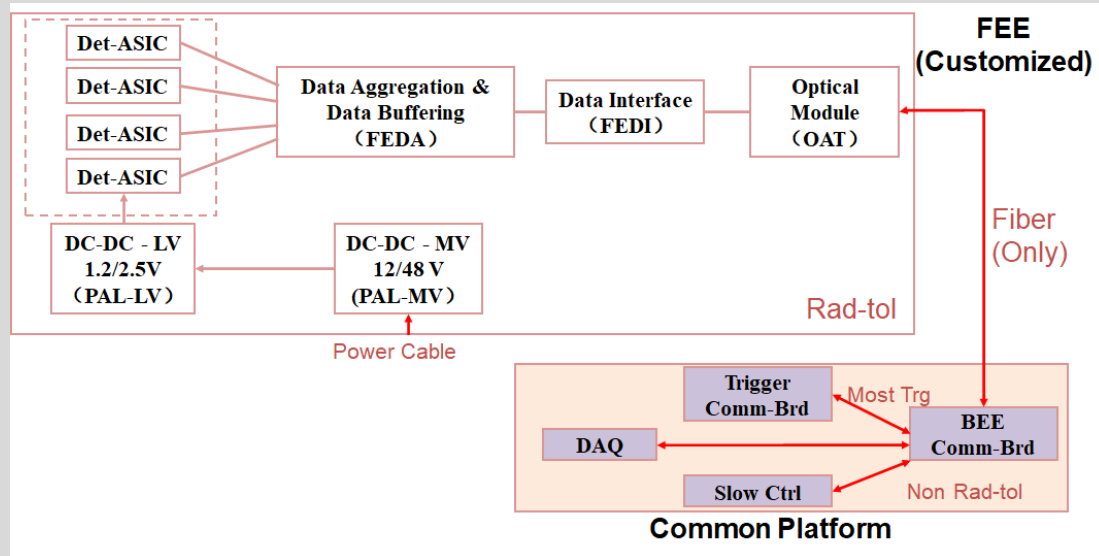 FEE
(Customized)
Det-ASIC
Det-ASIC
Det-ASIC
Det-ASIC
Data Aggregation &
Data Buffering
（FEDA）
Data Interface
（FEDI）
Optical
Module
（OAT）
DC-DC - LV
1.2/2.5V
（PAL-LV）
DC-DC - MV
12/48 V
(PAL-MV）
Fiber
(Only)
Rad-tol
Power Cable
Trigger
Comm-Brd
Most Trg
BEE
Comm-Brd
DAQ
Slow Ctrl
Non Rad-tol
Common Platform